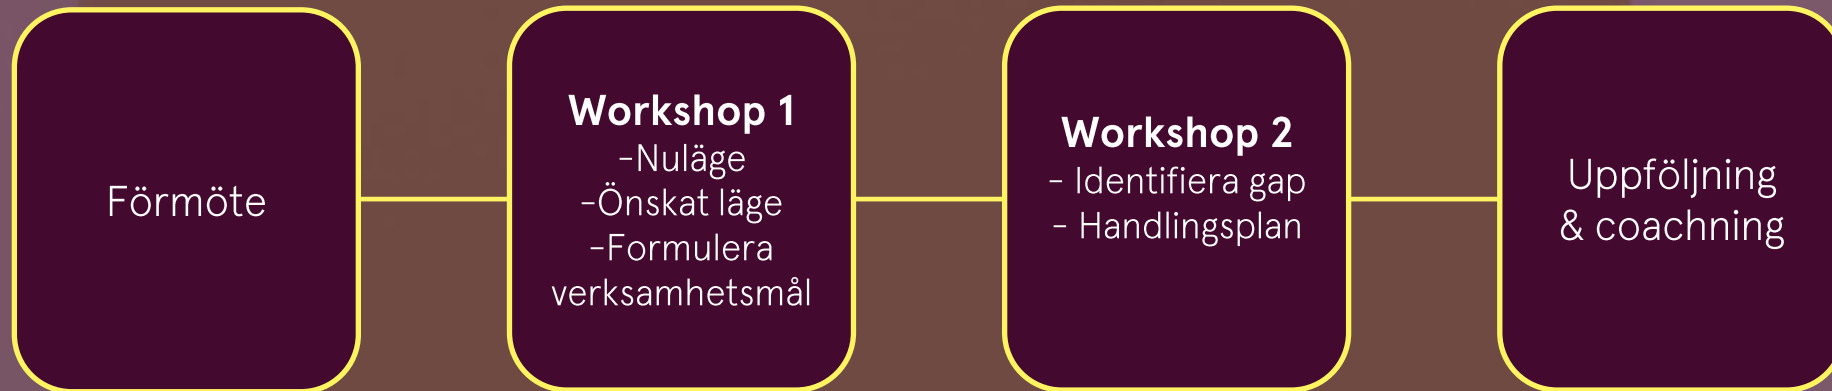 Förmöte
Workshop 1
-Nuläge
-Önskat läge
-Formulera
verksamhetsmål
Workshop 2
- Identifiera gap
- Handlingsplan
Uppföljning
& coachning